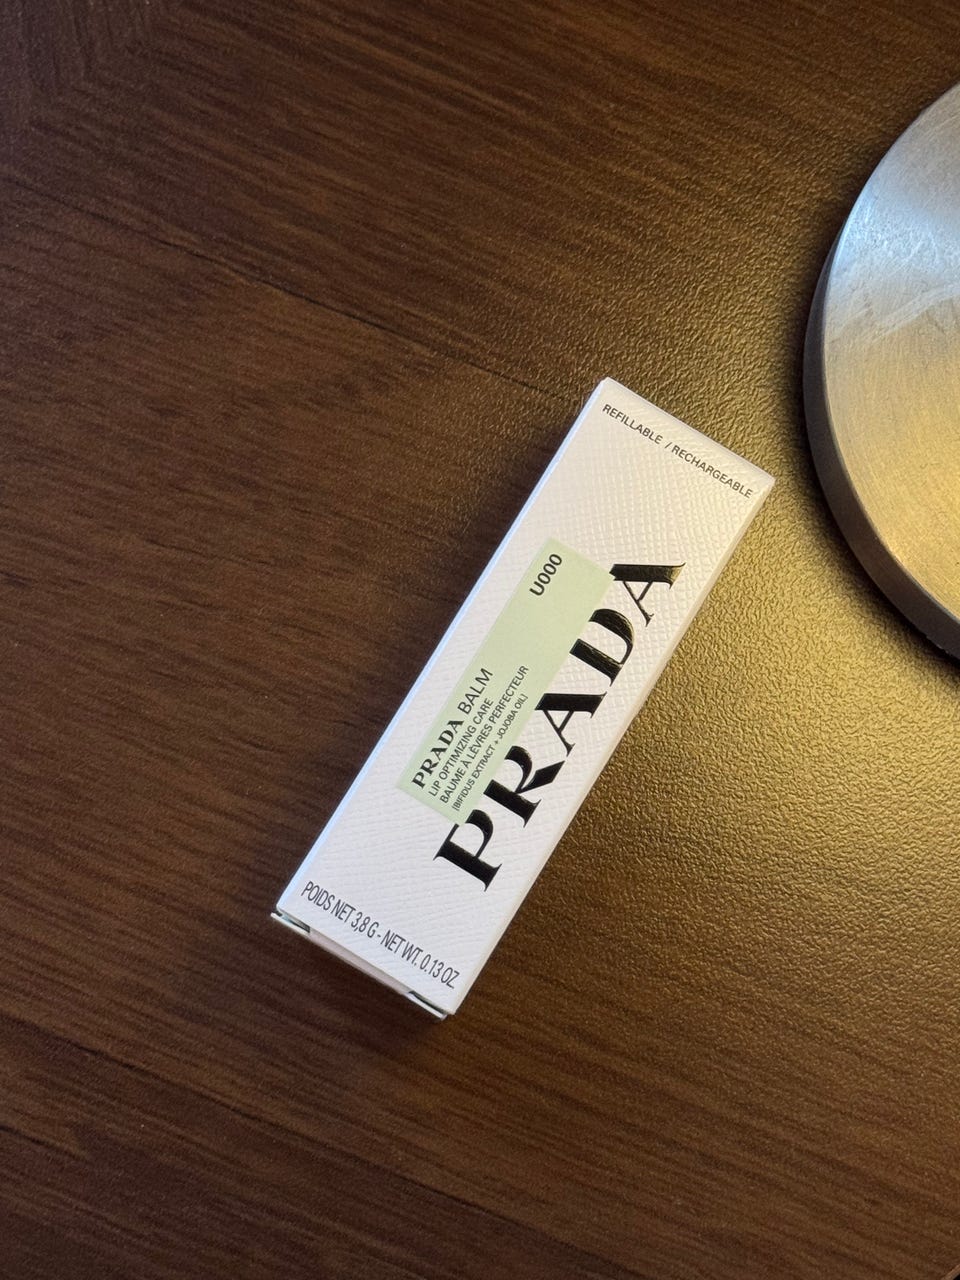 REFILLABLE / RECHARGEABLE
U000
PRADA BALM
LIP OPTIMIZING CARE
BAUME À LÈVRES PERFECTEUR
[BIFIDUS EXTRACT + JOJOBA OIL]
PRADA
POIDS NET 3,8 G - NET WT. 0.13 OZ